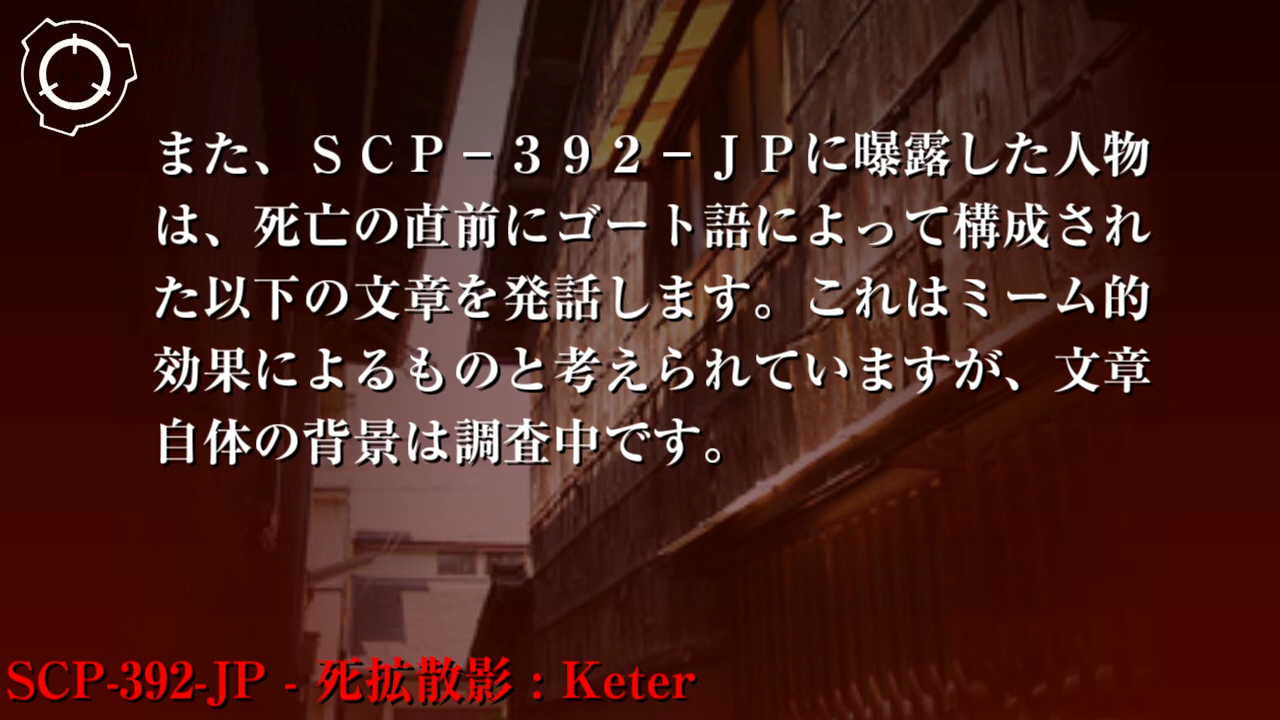 また、ＳＣＰ－３９２－ＪＰに曝露した人物
は、死亡の直前にゴート語によって構成され
た以下の文章を発話します。これはミーム的
効果によるものと考えられていますが、文章
自体の背景は調査中です。
SCP-392-JP - 死拡散影：Keter